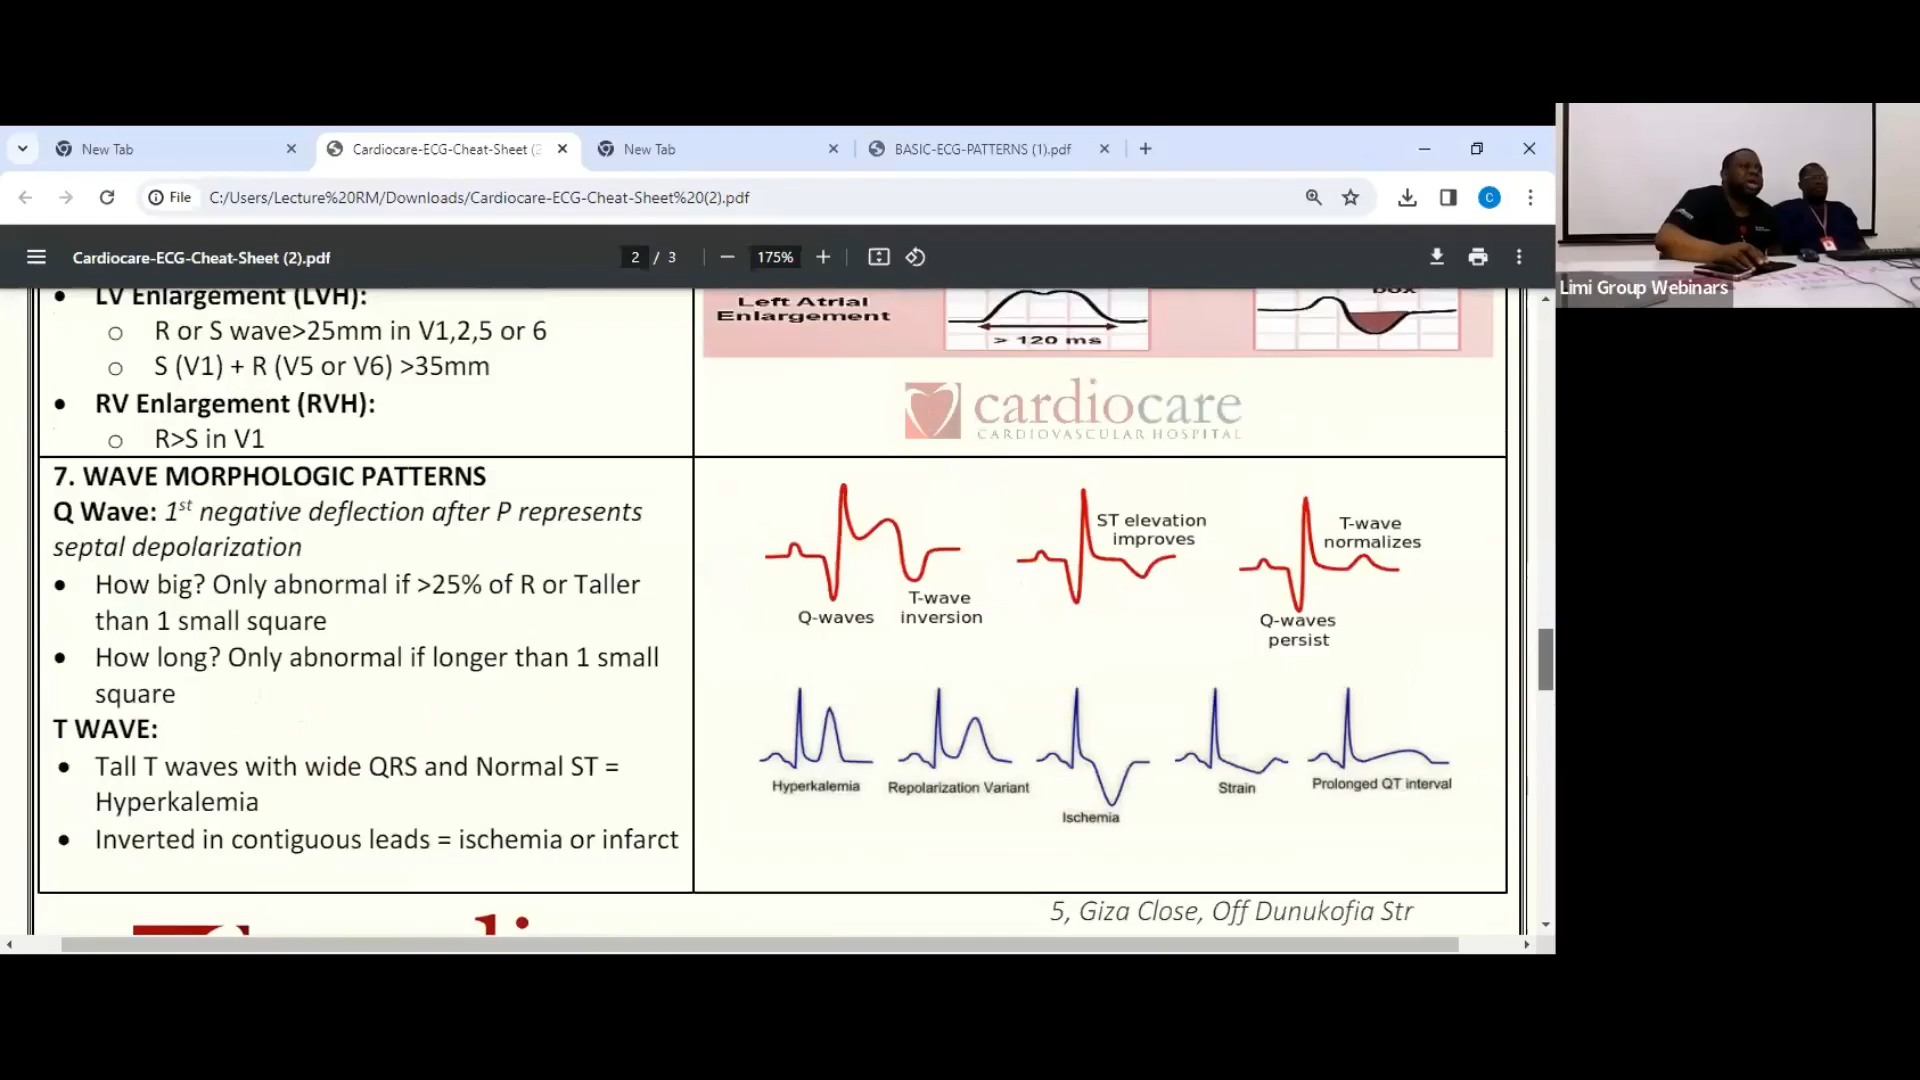 New Tab
Cardiocare-ECG-Cheat-Sheet (2
New Tab
BASIC-ECG-PATTERNS (1).pdf
File
C:/Users/Lecture%20RM/Downloads/Cardiocare-ECG-Cheat-Sheet%20(2).pdf
C
Cardiocare-ECG-Cheat-Sheet (2).pdf
2 / 3
175%
Limi Group Webinars
• LV Enlargement (LVH):
o R or S wave>25mm in V1,2,5 or 6
o S (V1) + R (V5 or V6) >35mm
• RV Enlargement (RVH):
o R>S in V1
Left Atrial
Enlargement
> 120 ms
box
cardiocare
CARDIOVASCULAR HOSPITAL
7. WAVE MORPHOLOGIC PATTERNS
Q Wave: 1st negative deflection after P represents
septal depolarization
• How big? Only abnormal if >25% of R or Taller
than 1 small square
• How long? Only abnormal if longer than 1 small
square
T WAVE:
• Tall T waves with wide QRS and Normal ST =
Hyperkalemia
• Inverted in contiguous leads = ischemia or infarct
Q-waves
T-wave
inversion
ST elevation
improves
T-wave
normalizes
Q-waves
persist
Hyperkalemia
Repolarization Variant
Ischemia
Strain
Prolonged QT interval
5, Giza Close, Off Dunukofia Str